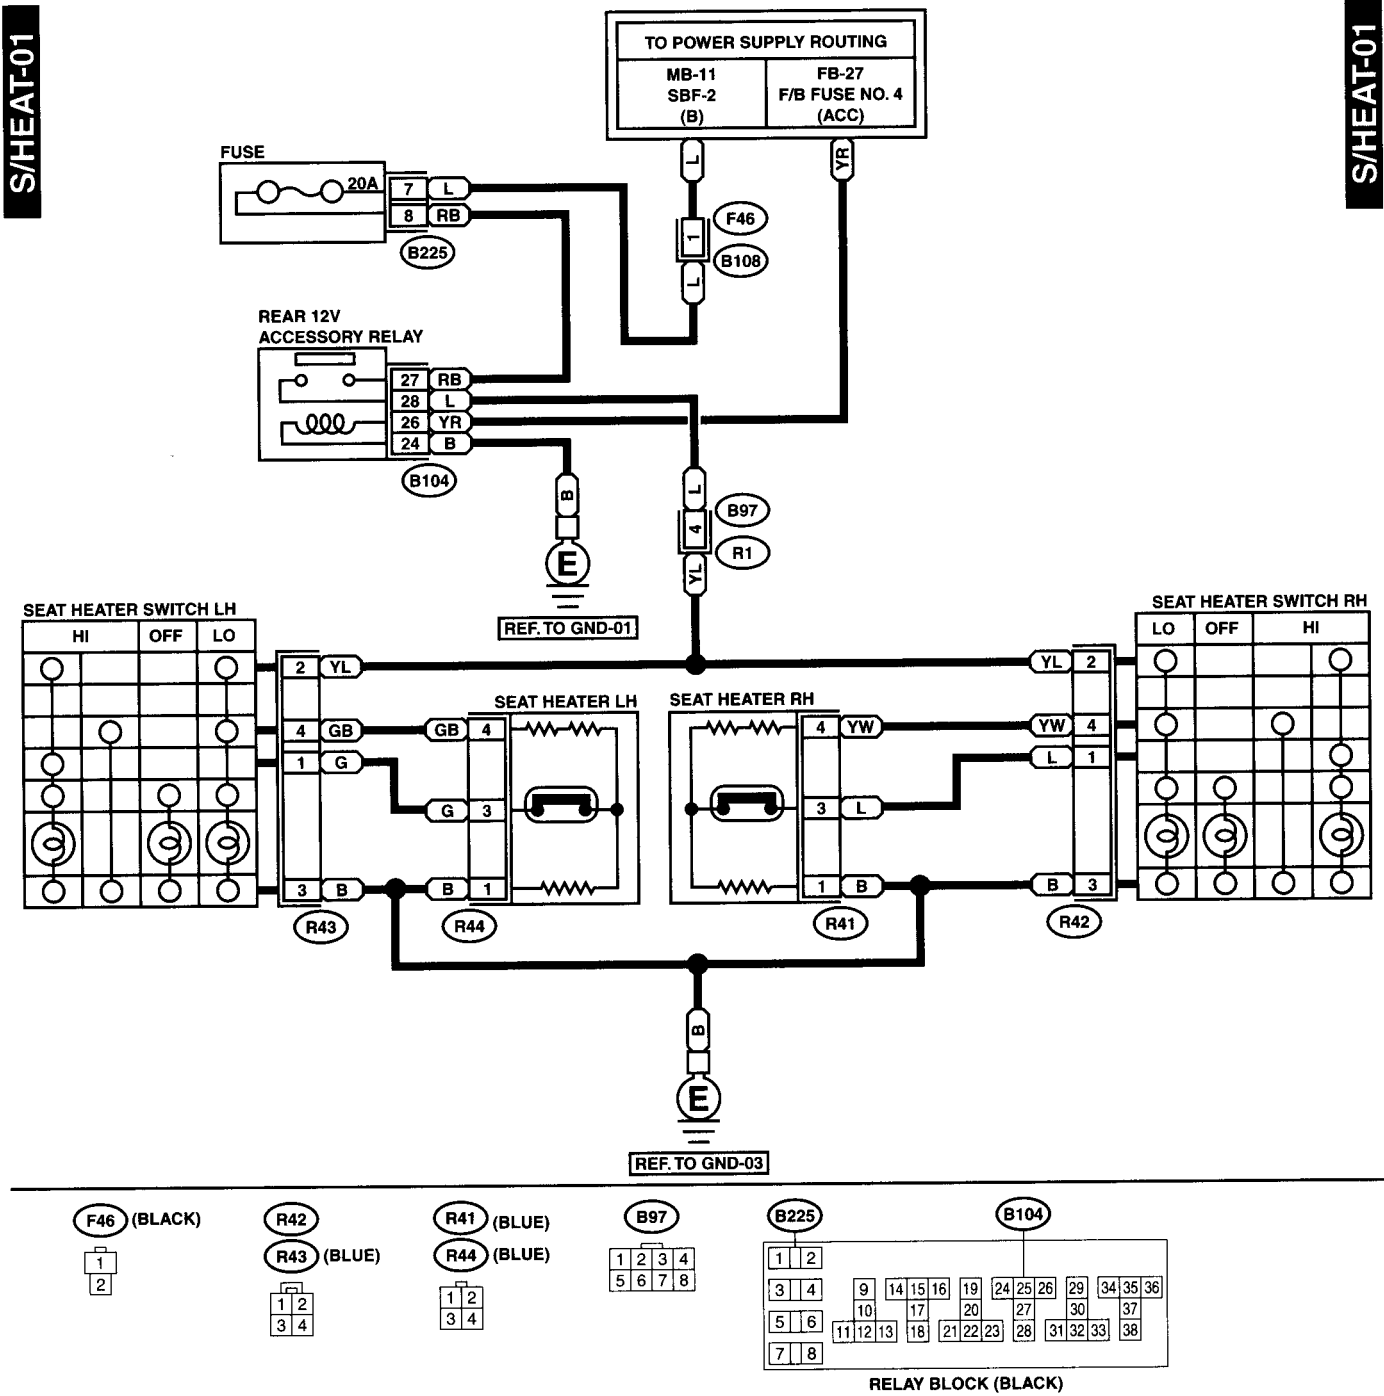 S/HEAT-01
S/HEAT-01
TO POWER SUPPLY ROUTING
MB-11
SBF-2
(B)
FB-27
F/B FUSE NO. 4
(ACC)
L
YR
FUSE
20A
7 L
8 RB
B225
F46
1
B108
L
REAR 12V
ACCESSORY RELAY
27 RB
28 L
26 YR
24 B
B104
B
E
REF. TO GND-01
L
B97
4
R1
YL
SEAT HEATER SWITCH LH
HI OFF LO
2 YL
4 GB
1 G
3 B
R43
SEAT HEATER LH
GB 4
G 3
B 1
R44
SEAT HEATER RH
4 YW
3 L
1 B
R41
SEAT HEATER SWITCH RH
LO OFF HI
YL 2
YW 4
L 1
B 3
R42
B
E
REF. TO GND-03
F46 (BLACK)
1
2
R42
R43 (BLUE)
1 2
3 4
R41 (BLUE)
R44 (BLUE)
1 2
3 4
B97
1 2 3 4
5 6 7 8
B225
B104
1 2
3 4
5 6
7 8
9 14 15 16 19 24 25 26 29 34 35 36
10 17 20 27 30 37
11 12 13 18 21 22 23 28 31 32 33 38
RELAY BLOCK (BLACK)